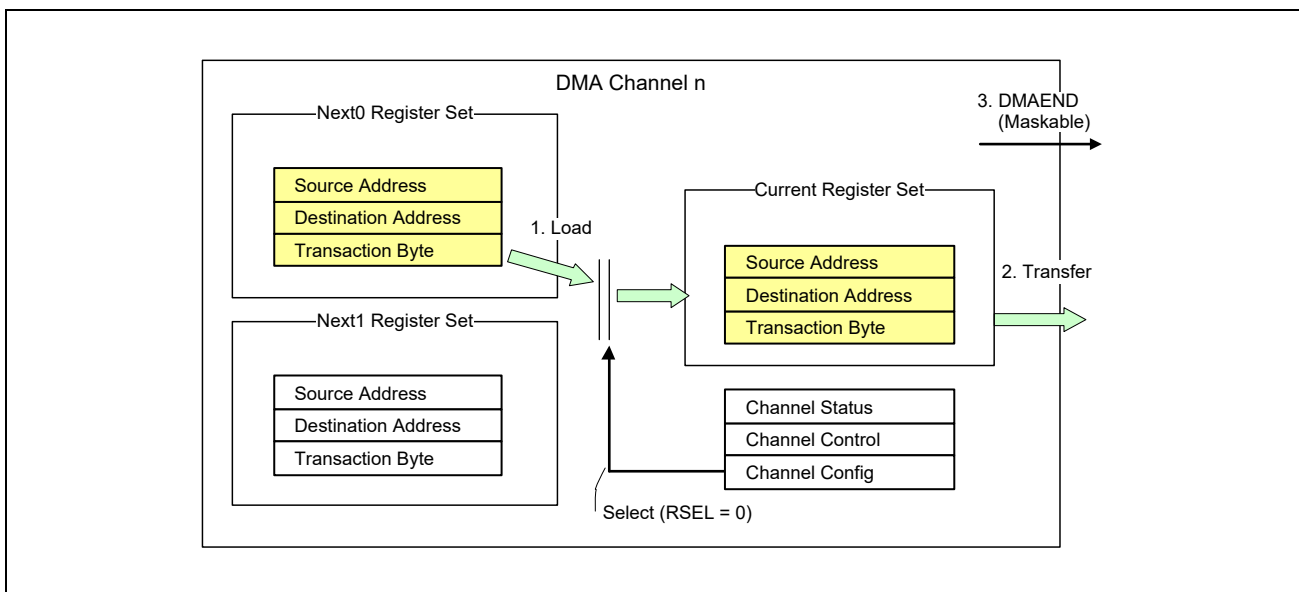 DMA Channel n
Next0 Register Set
Source Address
Destination Address
Transaction Byte
1. Load
Next1 Register Set
Source Address
Destination Address
Transaction Byte
Select (RSEL = 0)
Current Register Set
Source Address
Destination Address
Transaction Byte
Channel Status
Channel Control
Channel Config
2. Transfer
3. DMAEND
(Maskable)